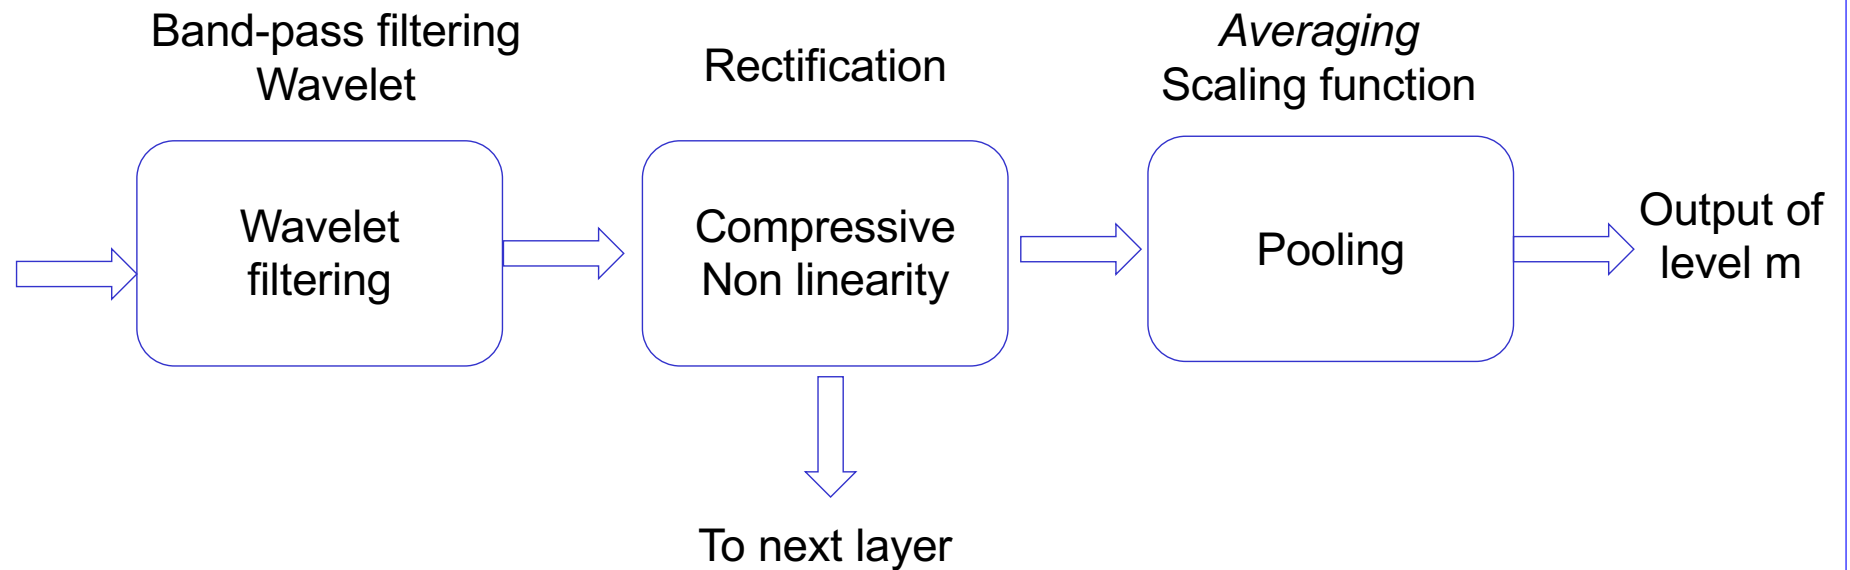 Band-pass filtering
Wavelet
Rectification
Averaging
Scaling function
Wavelet
filtering
Compressive
Non linearity
Pooling
Output of
level m
To next layer